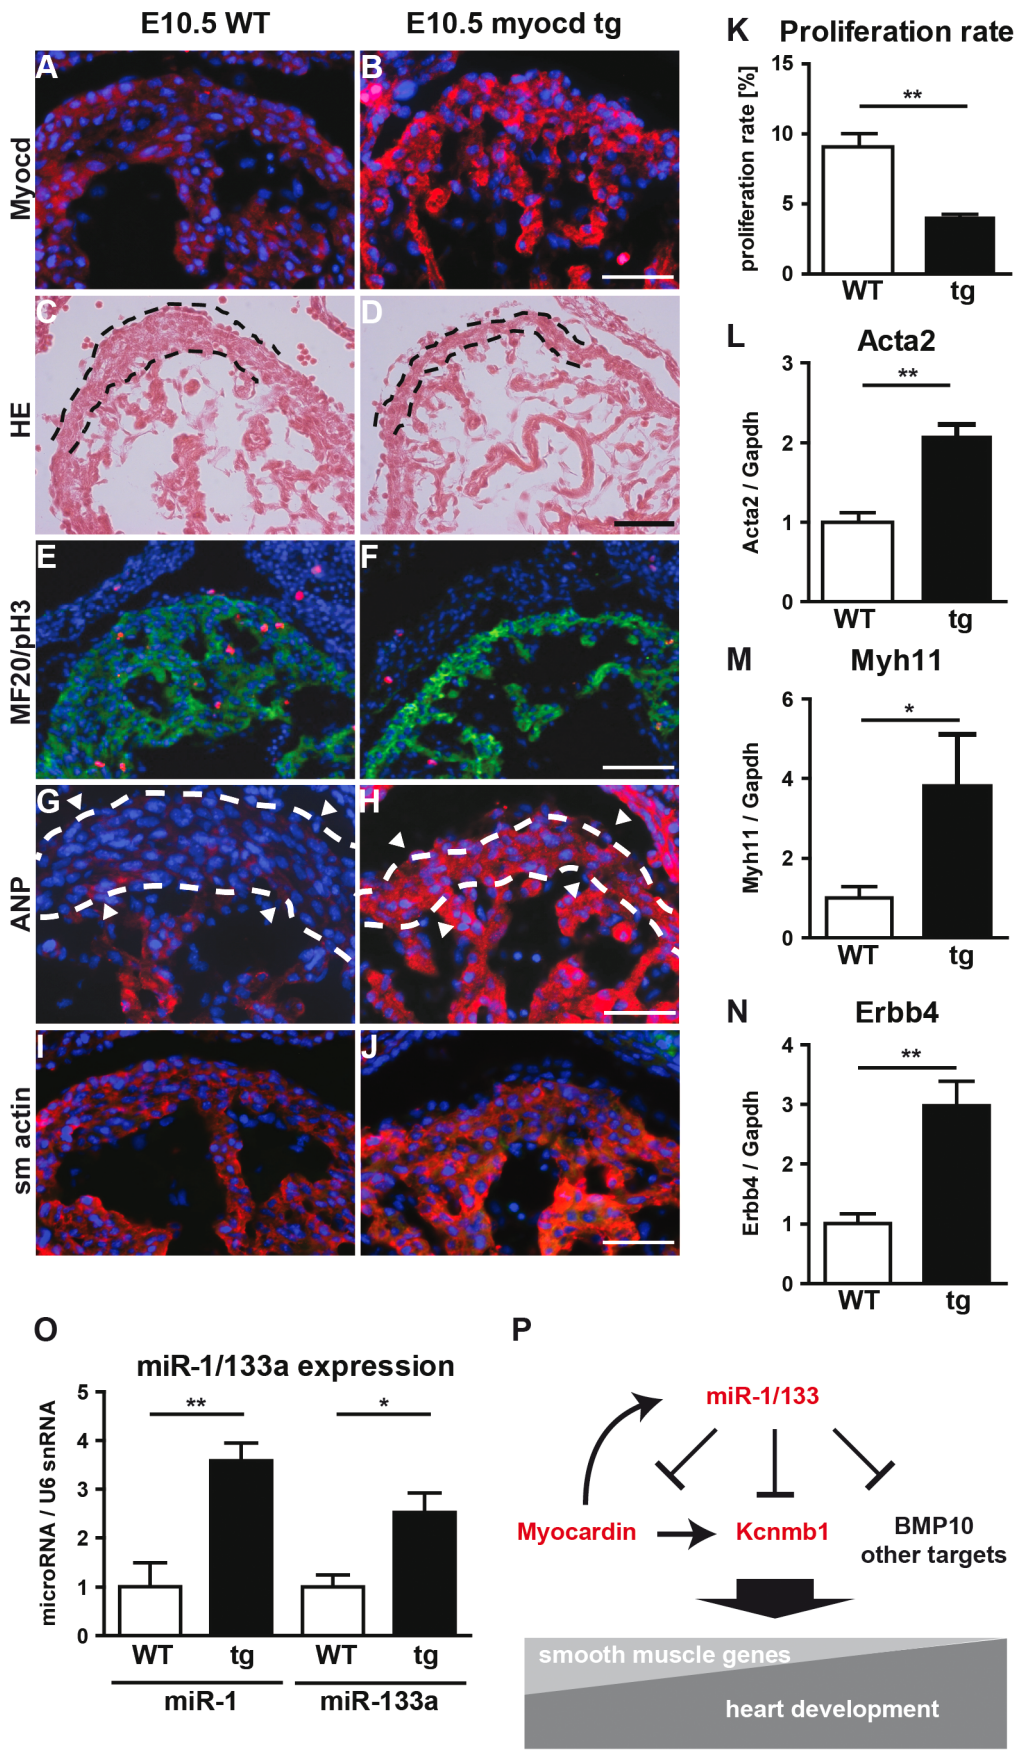 E10.5 WT
E10.5 myocd tg
A
B
Myocd
C
D
HE
E
F
MF20/pH3
G
H
ANP
I
J
sm actin
K
Proliferation rate
proliferation rate [%]
15
10
5
0
**
WT
tg
L
Acta2
Acta2 / Gapdh
3
2
1
0
**
WT
tg
M
Myh11
Myh11 / Gapdh
6
4
2
0
*
WT
tg
N
Erbb4
Erbb4 / Gapdh
4
3
2
1
0
**
WT
tg
O
miR-1/133a expression
microRNA / U6 snRNA
5
4
3
2
1
0
**
*
WT
tg
WT
tg
miR-1
miR-133a
P
miR-1/133
Myocardin
Kcnmb1
BMP10
other targets
smooth muscle genes
heart development